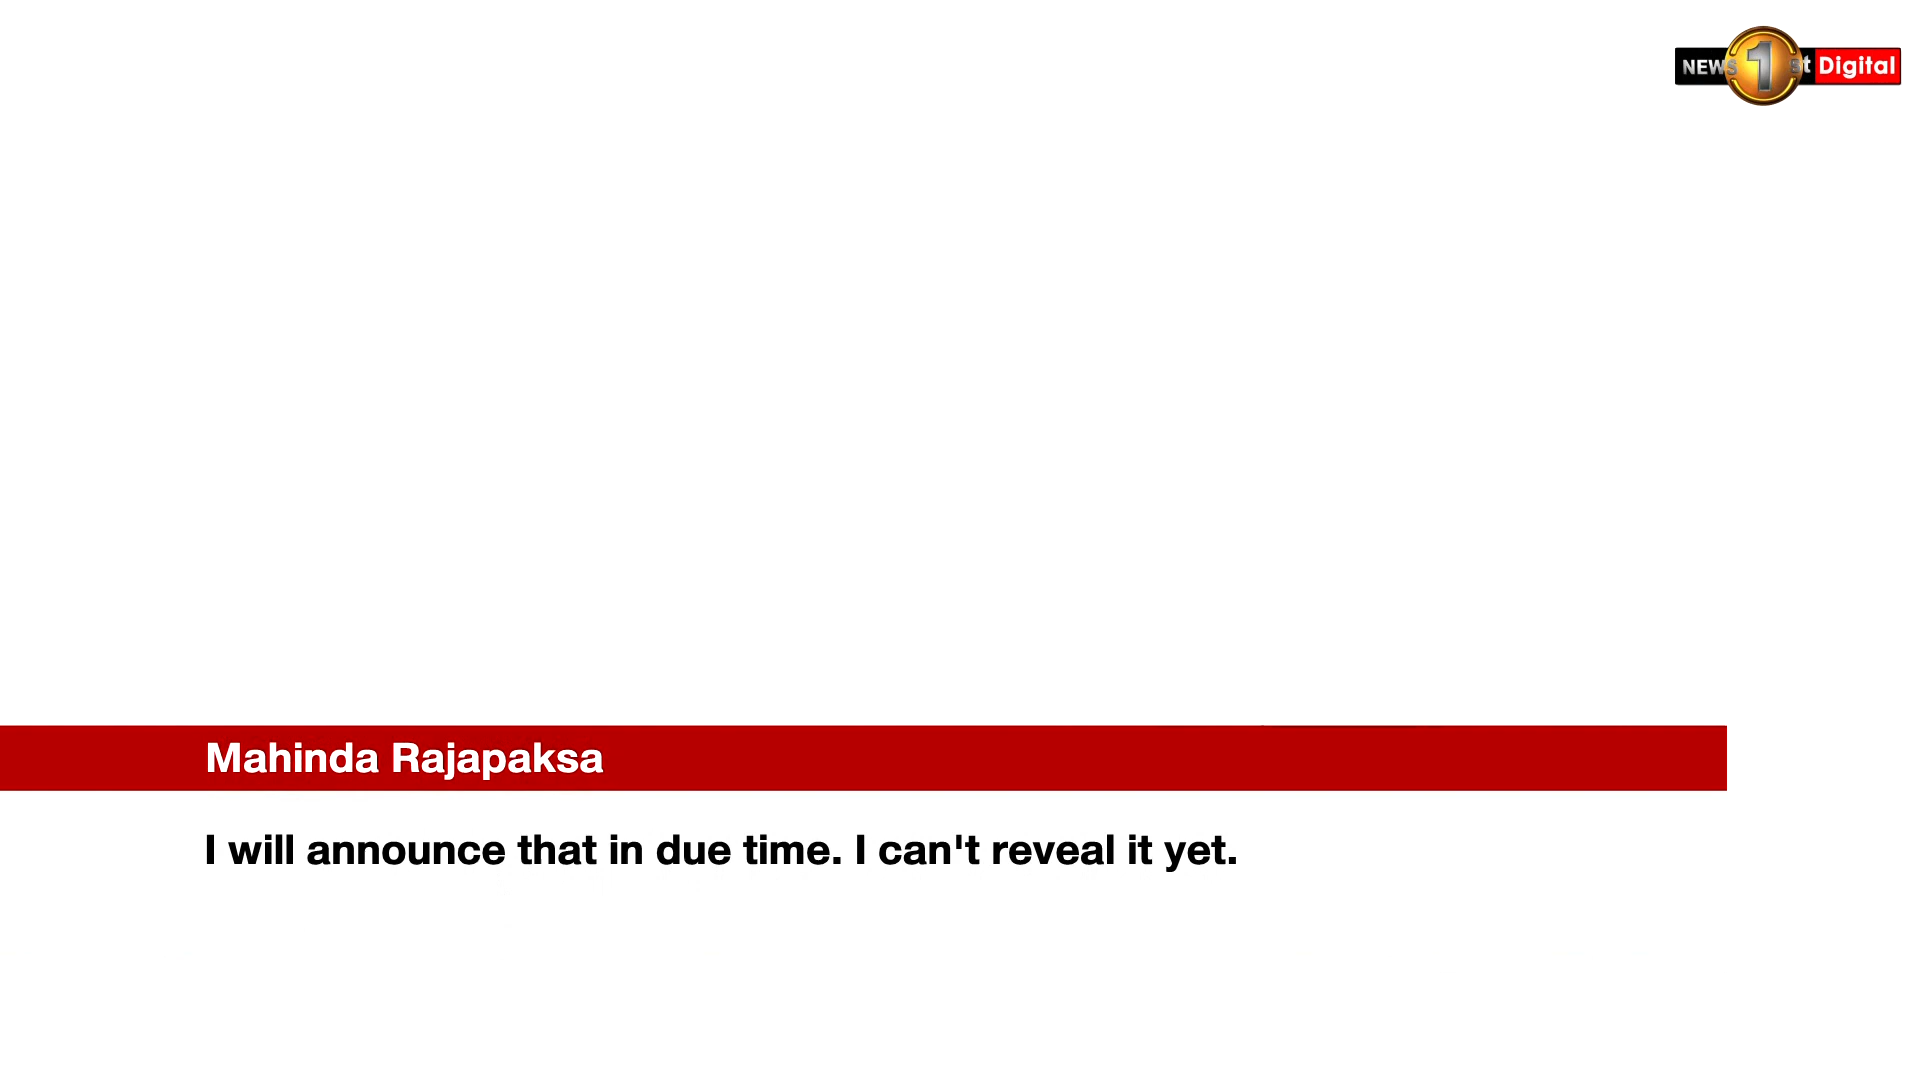 NEWS 1st Digital
Mahinda Rajapaksa
I will announce that in due time. I can't reveal it yet.